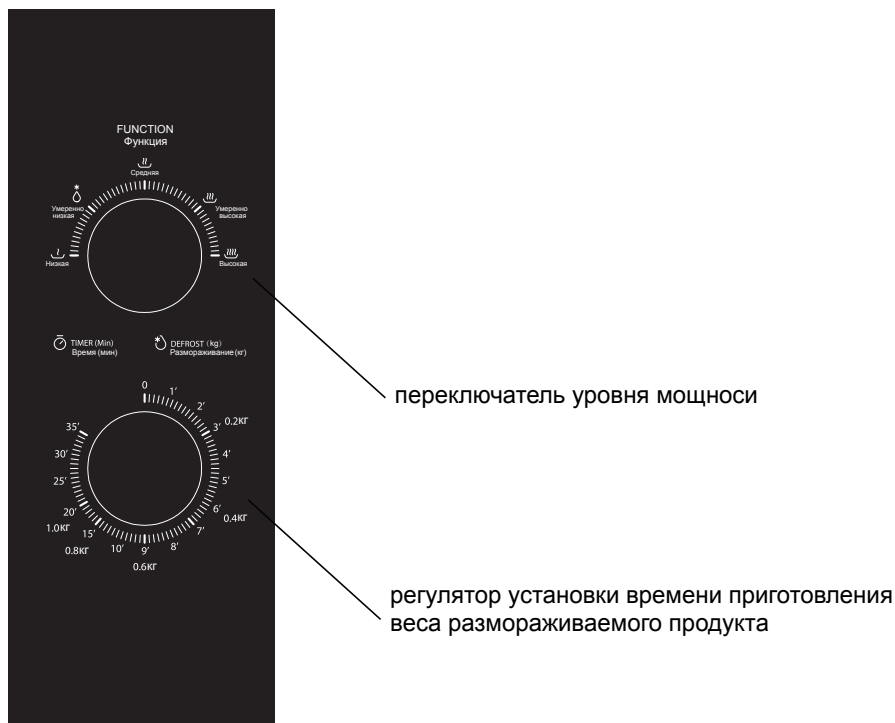 FUNCTION
Функция
Средняя
Умеренно
низкая
Умеренно
высокая
Низкая
Высокая
TIMER (Min)
Время (мин)
DEFROST (kg)
Размораживание (кг)
переключатель уровня мощноси
0
1'
2'
3' 0.2кг
4'
5'
6'
0.4кг
7'
8'
9'
0.6кг
10'
15'
0.8кг
20'
1.0кг
25'
30'
35'
регулятор установки времени приготовления
веса размораживаемого продукта